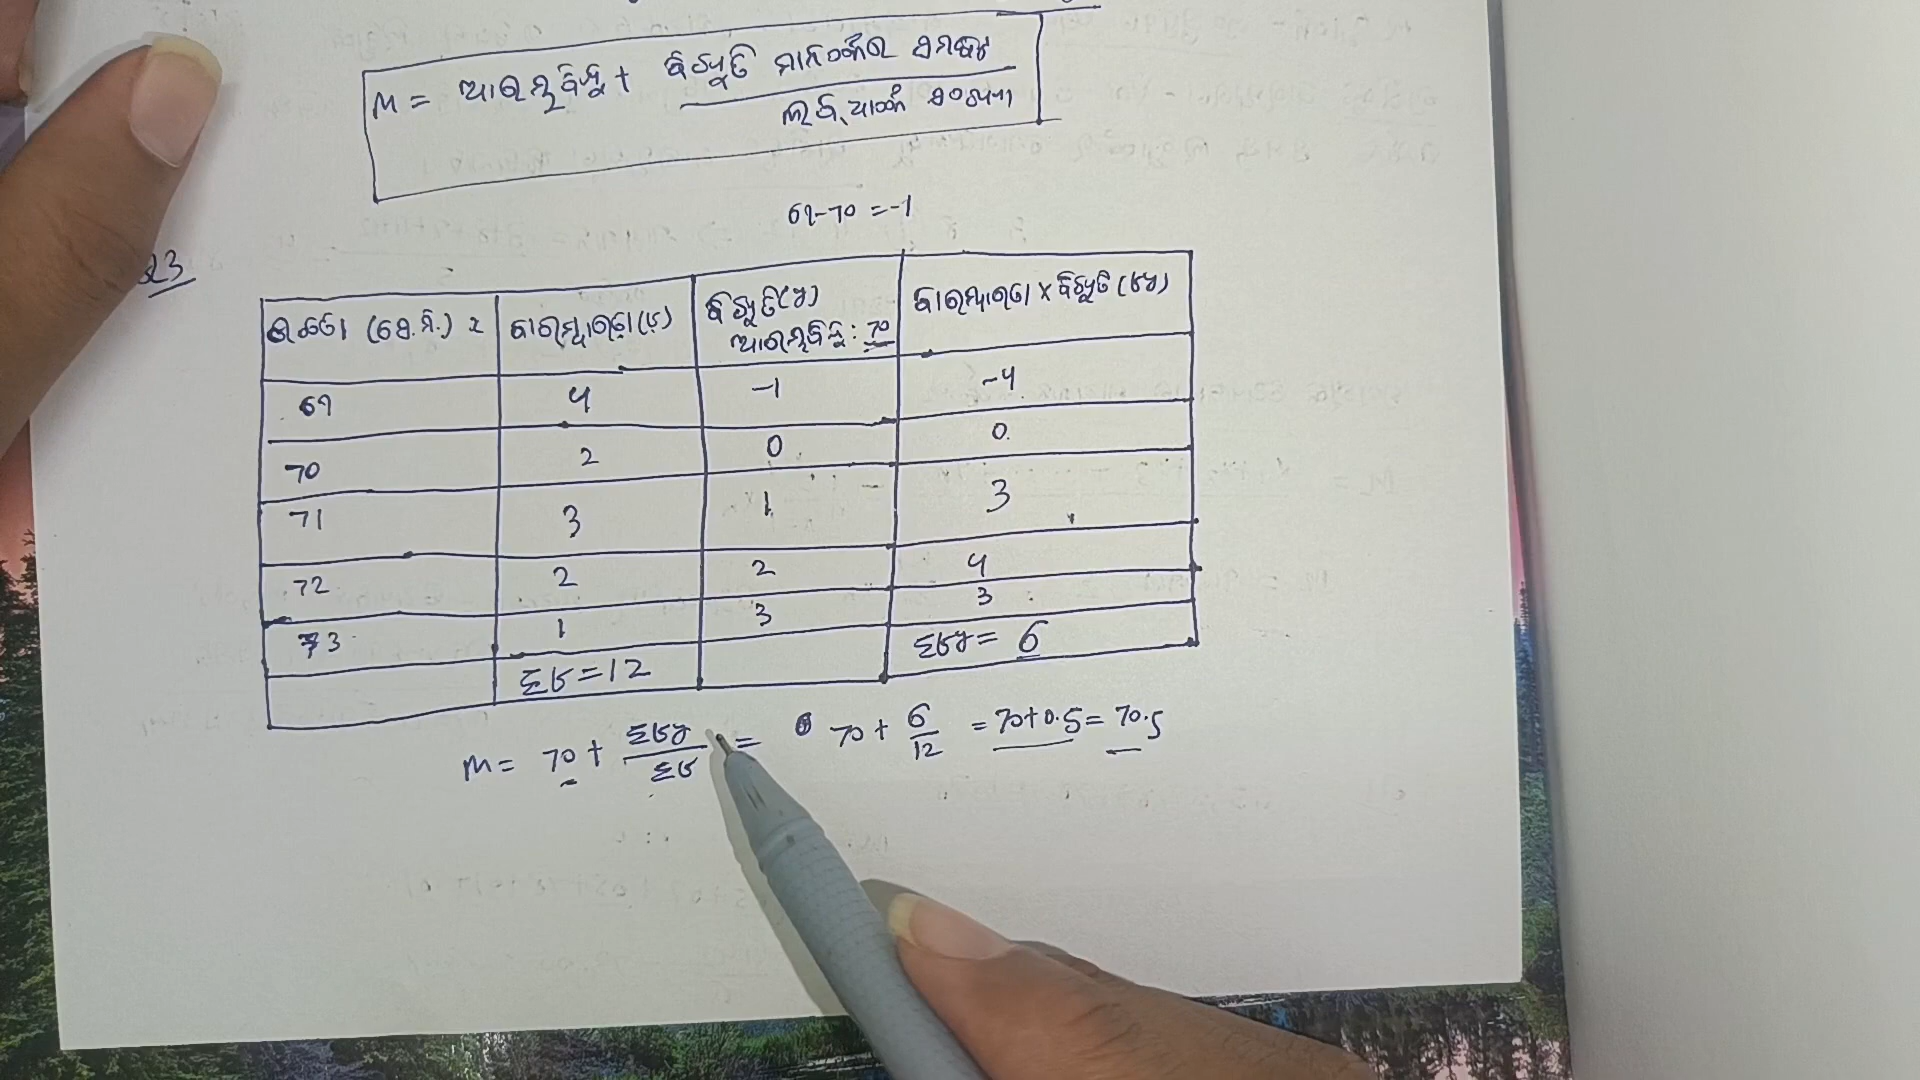 M = ଆରମ୍ଭବିନ୍ଦୁ + ବିଚ୍ୟୁତି ମାନଙ୍କର ସମଷ୍ଟି
ଲବ୍ଧାଙ୍କ ସଂଖ୍ୟା
69-70 =-1
ଉଚ୍ଚତା (ସେ.ମି.) x ବାରମ୍ବାରତା (f) ବିଚ୍ୟୁତି(y) ବାରମ୍ବାରତା x ବିଚ୍ୟୁତି (fy)
ଆରମ୍ଭବିନ୍ଦୁ : 70
69 4 -1 -4
70 2 0 0
71 3 1 3
72 2 2 4
73 1 3 3
Σf = 12 Σfy = 6
M = 70 + Σfy/Σf = 70 + 6/12 = 70+0.5 = 70.5